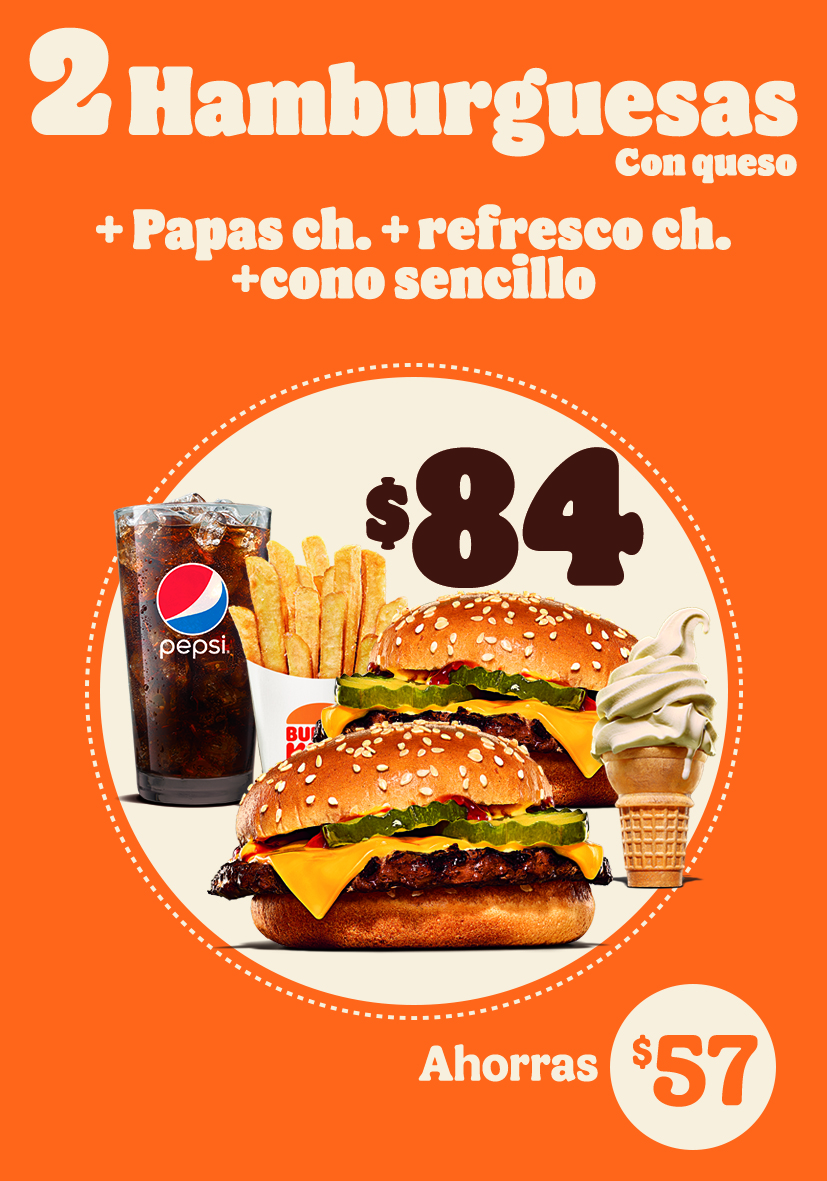 2 Hamburguesas
Con queso
+ Papas ch. + refresco ch.
+cono sencillo
$84
pepsi
Ahorras $57